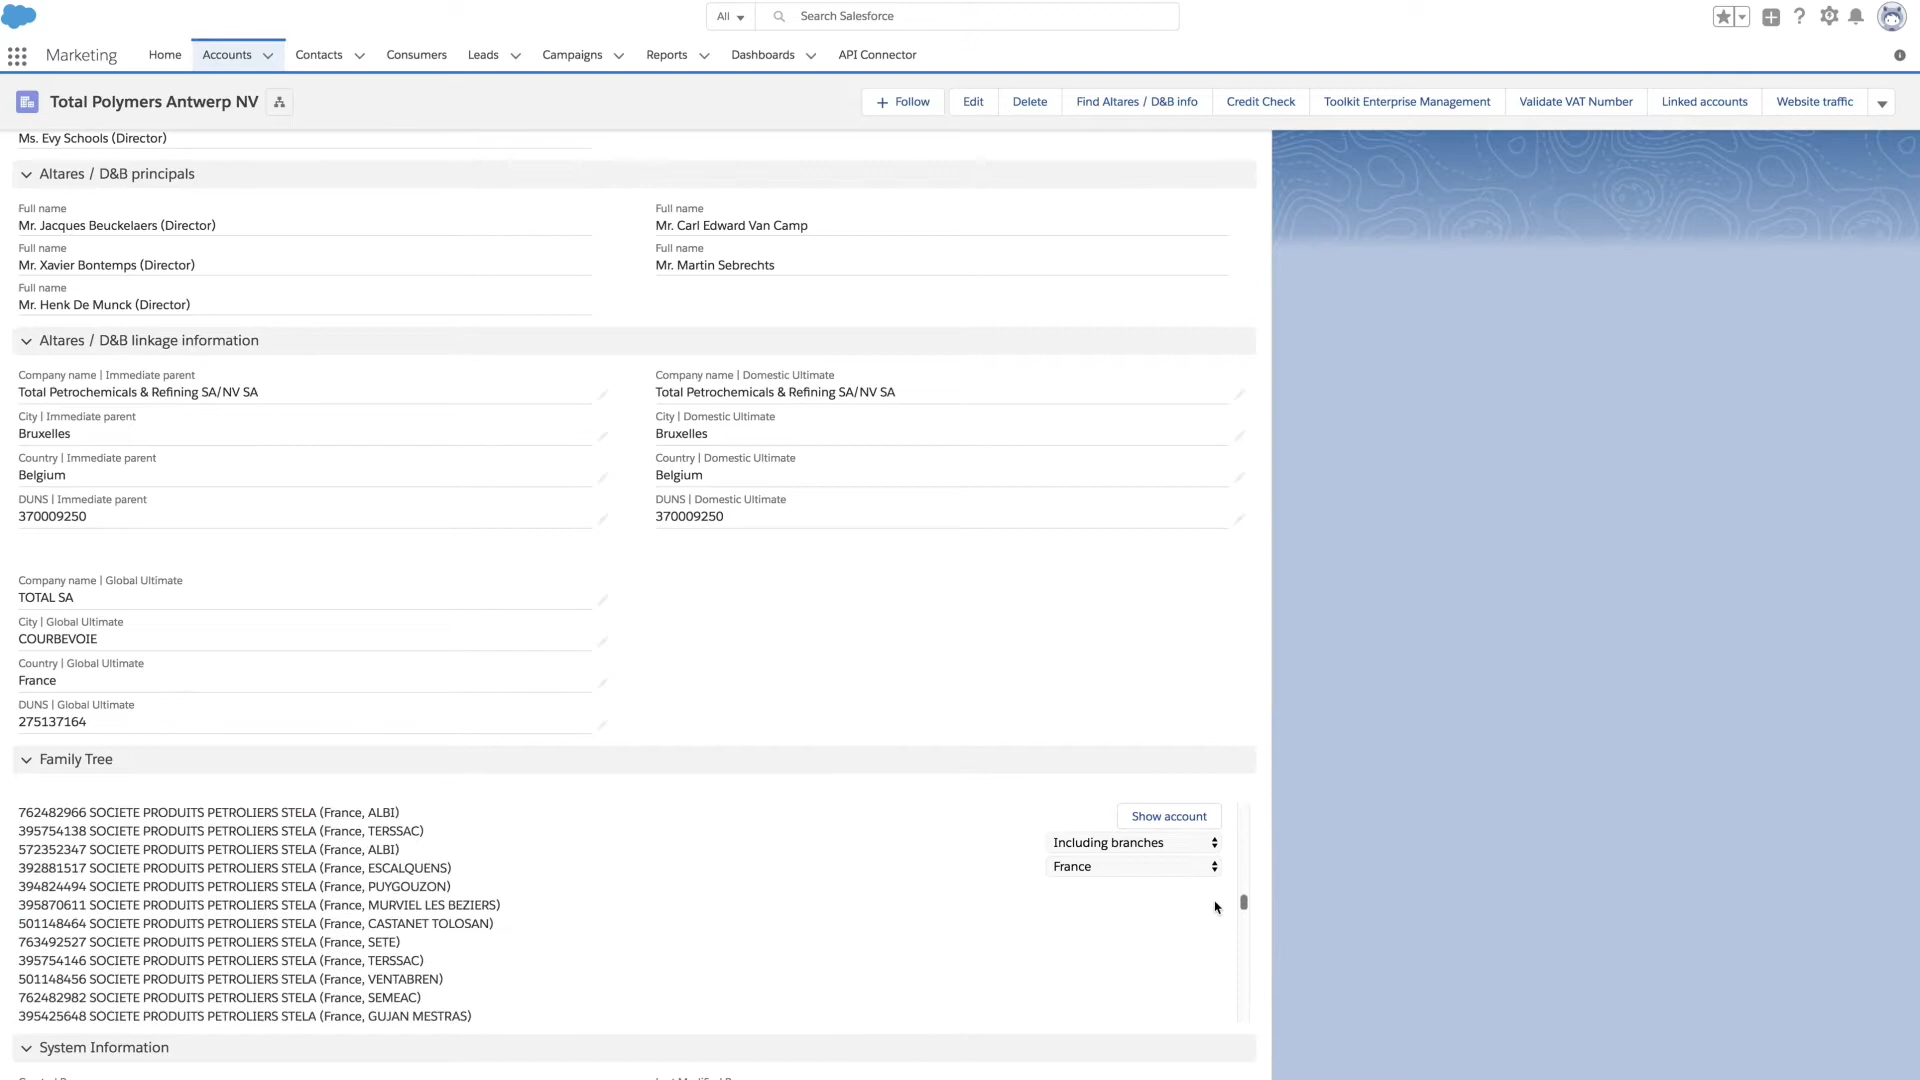 All
Search Salesforce
Marketing
Home
Accounts
Contacts
Consumers
Leads
Campaigns
Reports
Dashboards
API Connector
Total Polymers Antwerp NV
Follow
Edit
Delete
Find Altares / D&B info
Credit Check
Toolkit Enterprise Management
Validate VAT Number
Linked accounts
Website traffic
Ms. Evy Schools (Director)
Altares / D&B principals
Full name
Mr. Jacques Beuckelaers (Director)
Full name
Mr. Carl Edward Van Camp
Full name
Mr. Xavier Bontemps (Director)
Full name
Mr. Martin Sebrechts
Full name
Mr. Henk De Munck (Director)
Altares / D&B linkage information
Company name | Immediate parent
Total Petrochemicals & Refining SA/NV SA
Company name | Domestic Ultimate
Total Petrochemicals & Refining SA/NV SA
City | Immediate parent
Bruxelles
City | Domestic Ultimate
Bruxelles
Country | Immediate parent
Belgium
Country | Domestic Ultimate
Belgium
DUNS | Immediate parent
370009250
DUNS | Domestic Ultimate
370009250
Company name | Global Ultimate
TOTAL SA
City | Global Ultimate
COURBEVOIE
Country | Global Ultimate
France
DUNS | Global Ultimate
275137164
Family Tree
762482966 SOCIETE PRODUITS PETROLIERS STELA (France, ALBI)
395754138 SOCIETE PRODUITS PETROLIERS STELA (France, TERSSAC)
572352347 SOCIETE PRODUITS PETROLIERS STELA (France, ALBI)
392881517 SOCIETE PRODUITS PETROLIERS STELA (France, ESCALQUENS)
394824494 SOCIETE PRODUITS PETROLIERS STELA (France, PUYGOUZON)
395870611 SOCIETE PRODUITS PETROLIERS STELA (France, MURVIEL LES BEZIERS)
501148464 SOCIETE PRODUITS PETROLIERS STELA (France, CASTANET TOLOSAN)
763492527 SOCIETE PRODUITS PETROLIERS STELA (France, SETE)
395754146 SOCIETE PRODUITS PETROLIERS STELA (France, TERSSAC)
501148456 SOCIETE PRODUITS PETROLIERS STELA (France, VENTABREN)
762482982 SOCIETE PRODUITS PETROLIERS STELA (France, SEMEAC)
395425648 SOCIETE PRODUITS PETROLIERS STELA (France, GUJAN MESTRAS)
Show account
Including branches
France
System Information